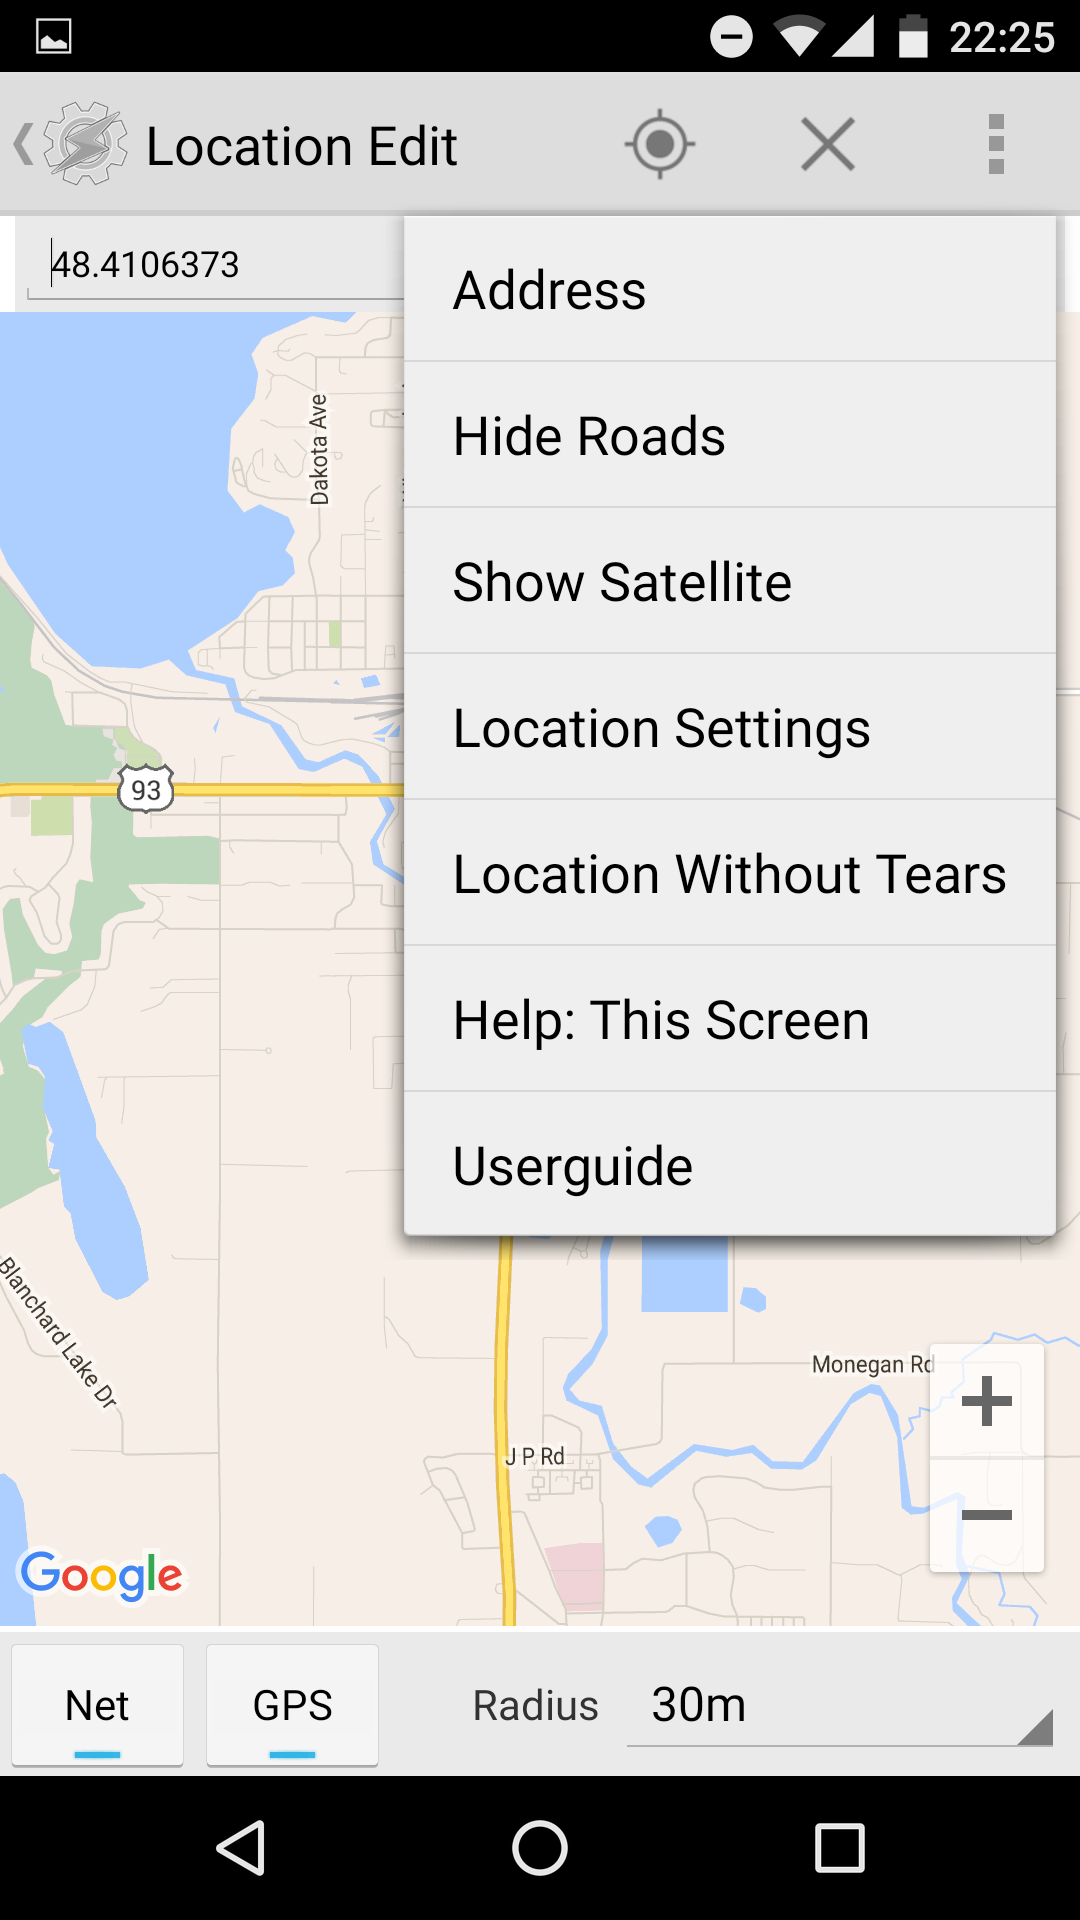 22:25
Location Edit
48.4106373
Address
Hide Roads
Show Satellite
Location Settings
Location Without Tears
Help: This Screen
Userguide
Dakota Ave
93
Blanchard Lake Dr
Monegan Rd
J P Rd
+
−
Google
Net
GPS
Radius
30m